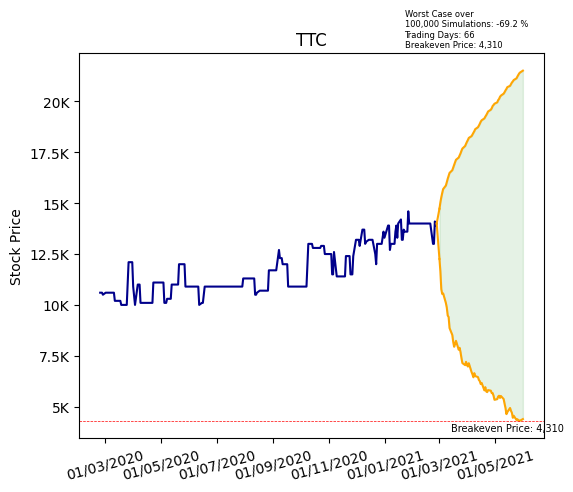 Worst Case over
100,000 Simulations: -69.2 %
Trading Days: 66
Breakeven Price: 4,310
TTC
Stock Price
20K
17.5K
15K
12.5K
10K
7.5K
5K
Breakeven Price: 4,310
01/03/2020
01/05/2020
01/07/2020
01/09/2020
01/11/2020
01/01/2021
01/03/2021
01/05/2021